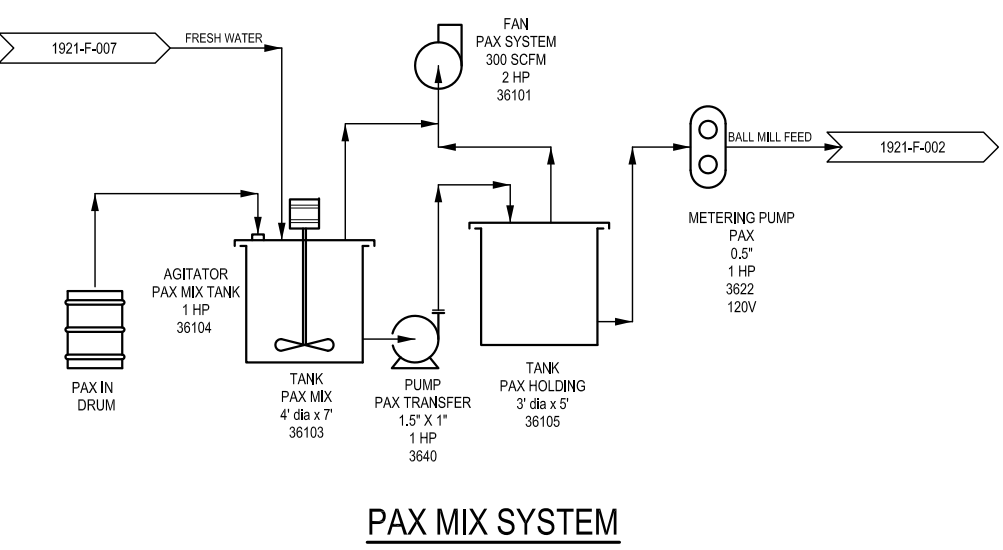 1921-F-007
FRESH WATER
FAN
PAX SYSTEM
300 SCFM
2 HP
36101
BALL MILL FEED
1921-F-002
METERING PUMP
PAX
0.5"
1 HP
3622
120V
AGITATOR
PAX MIX TANK
1 HP
36104
PAX IN
DRUM
TANK
PAX MIX
4' dia x 7'
36103
PUMP
PAX TRANSFER
1.5" X 1"
1 HP
3640
TANK
PAX HOLDING
3' dia x 5'
36105
PAX MIX SYSTEM